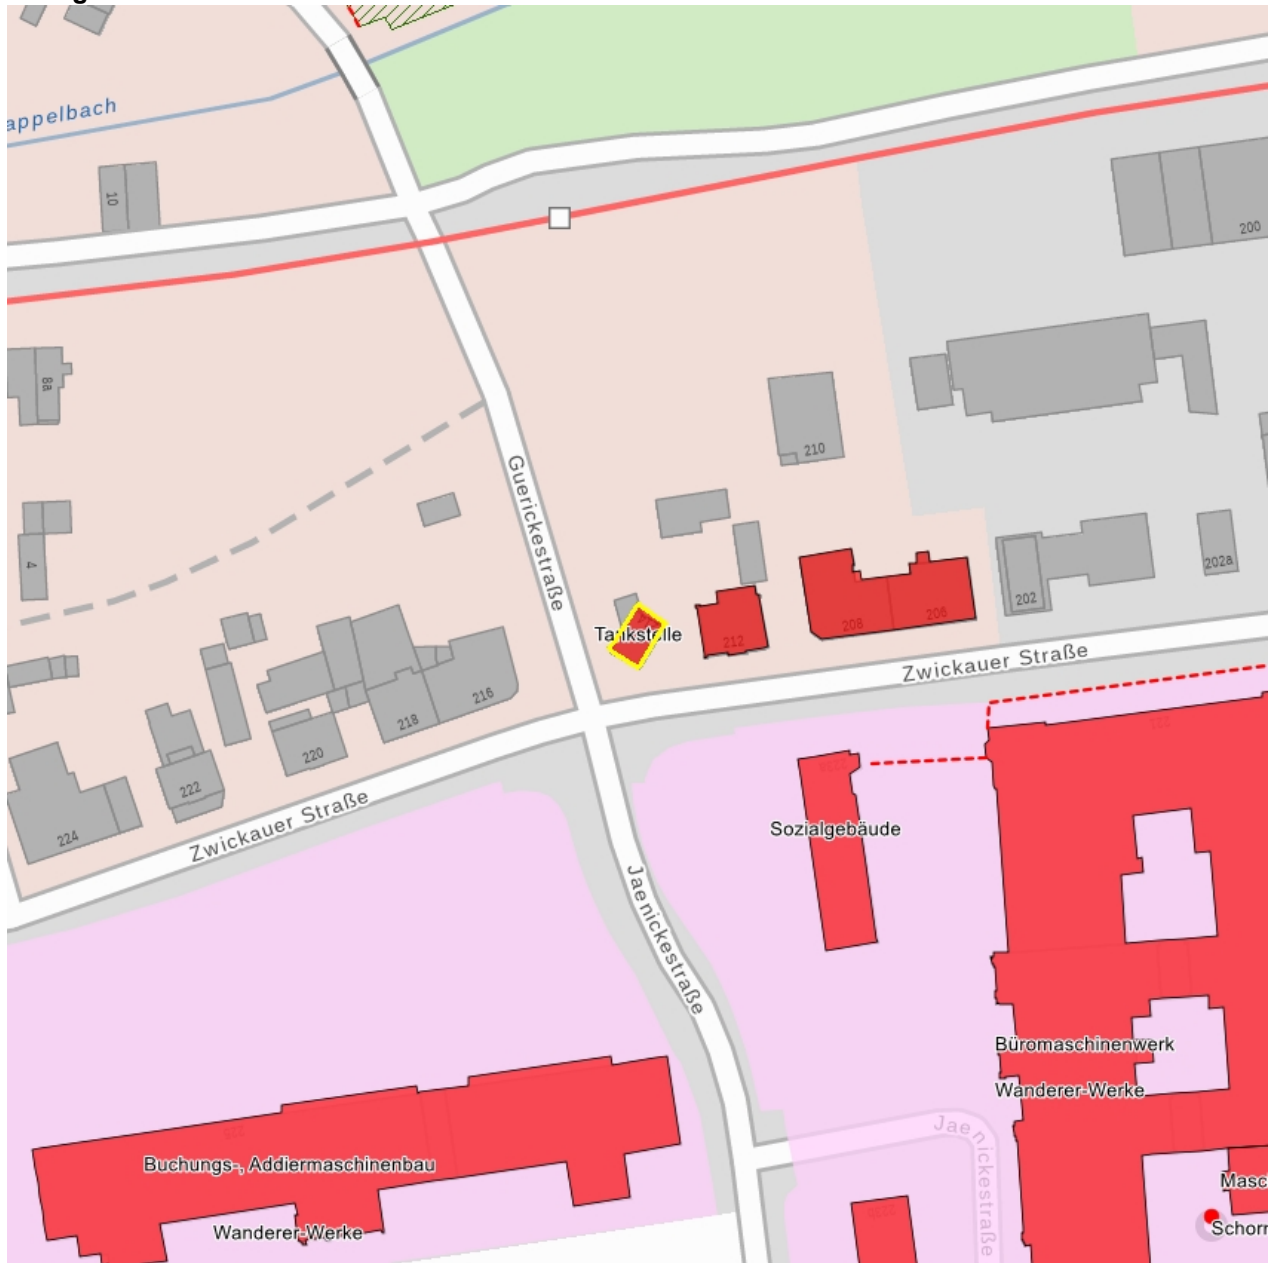 appelbach
10
200
8a
210
Guerickestraße
4
202a
202
Tankstelle
208
206
212
Zwickauer Straße
216
218
220
222
224
Zwickauer Straße
Sozialgebäude
Jaenickestraße
Büromaschinenwerk
Wanderer-Werke
Jaenickestraße
Buchungs-, Addiermaschinenbau
Wanderer-Werke
Masc
Schorr